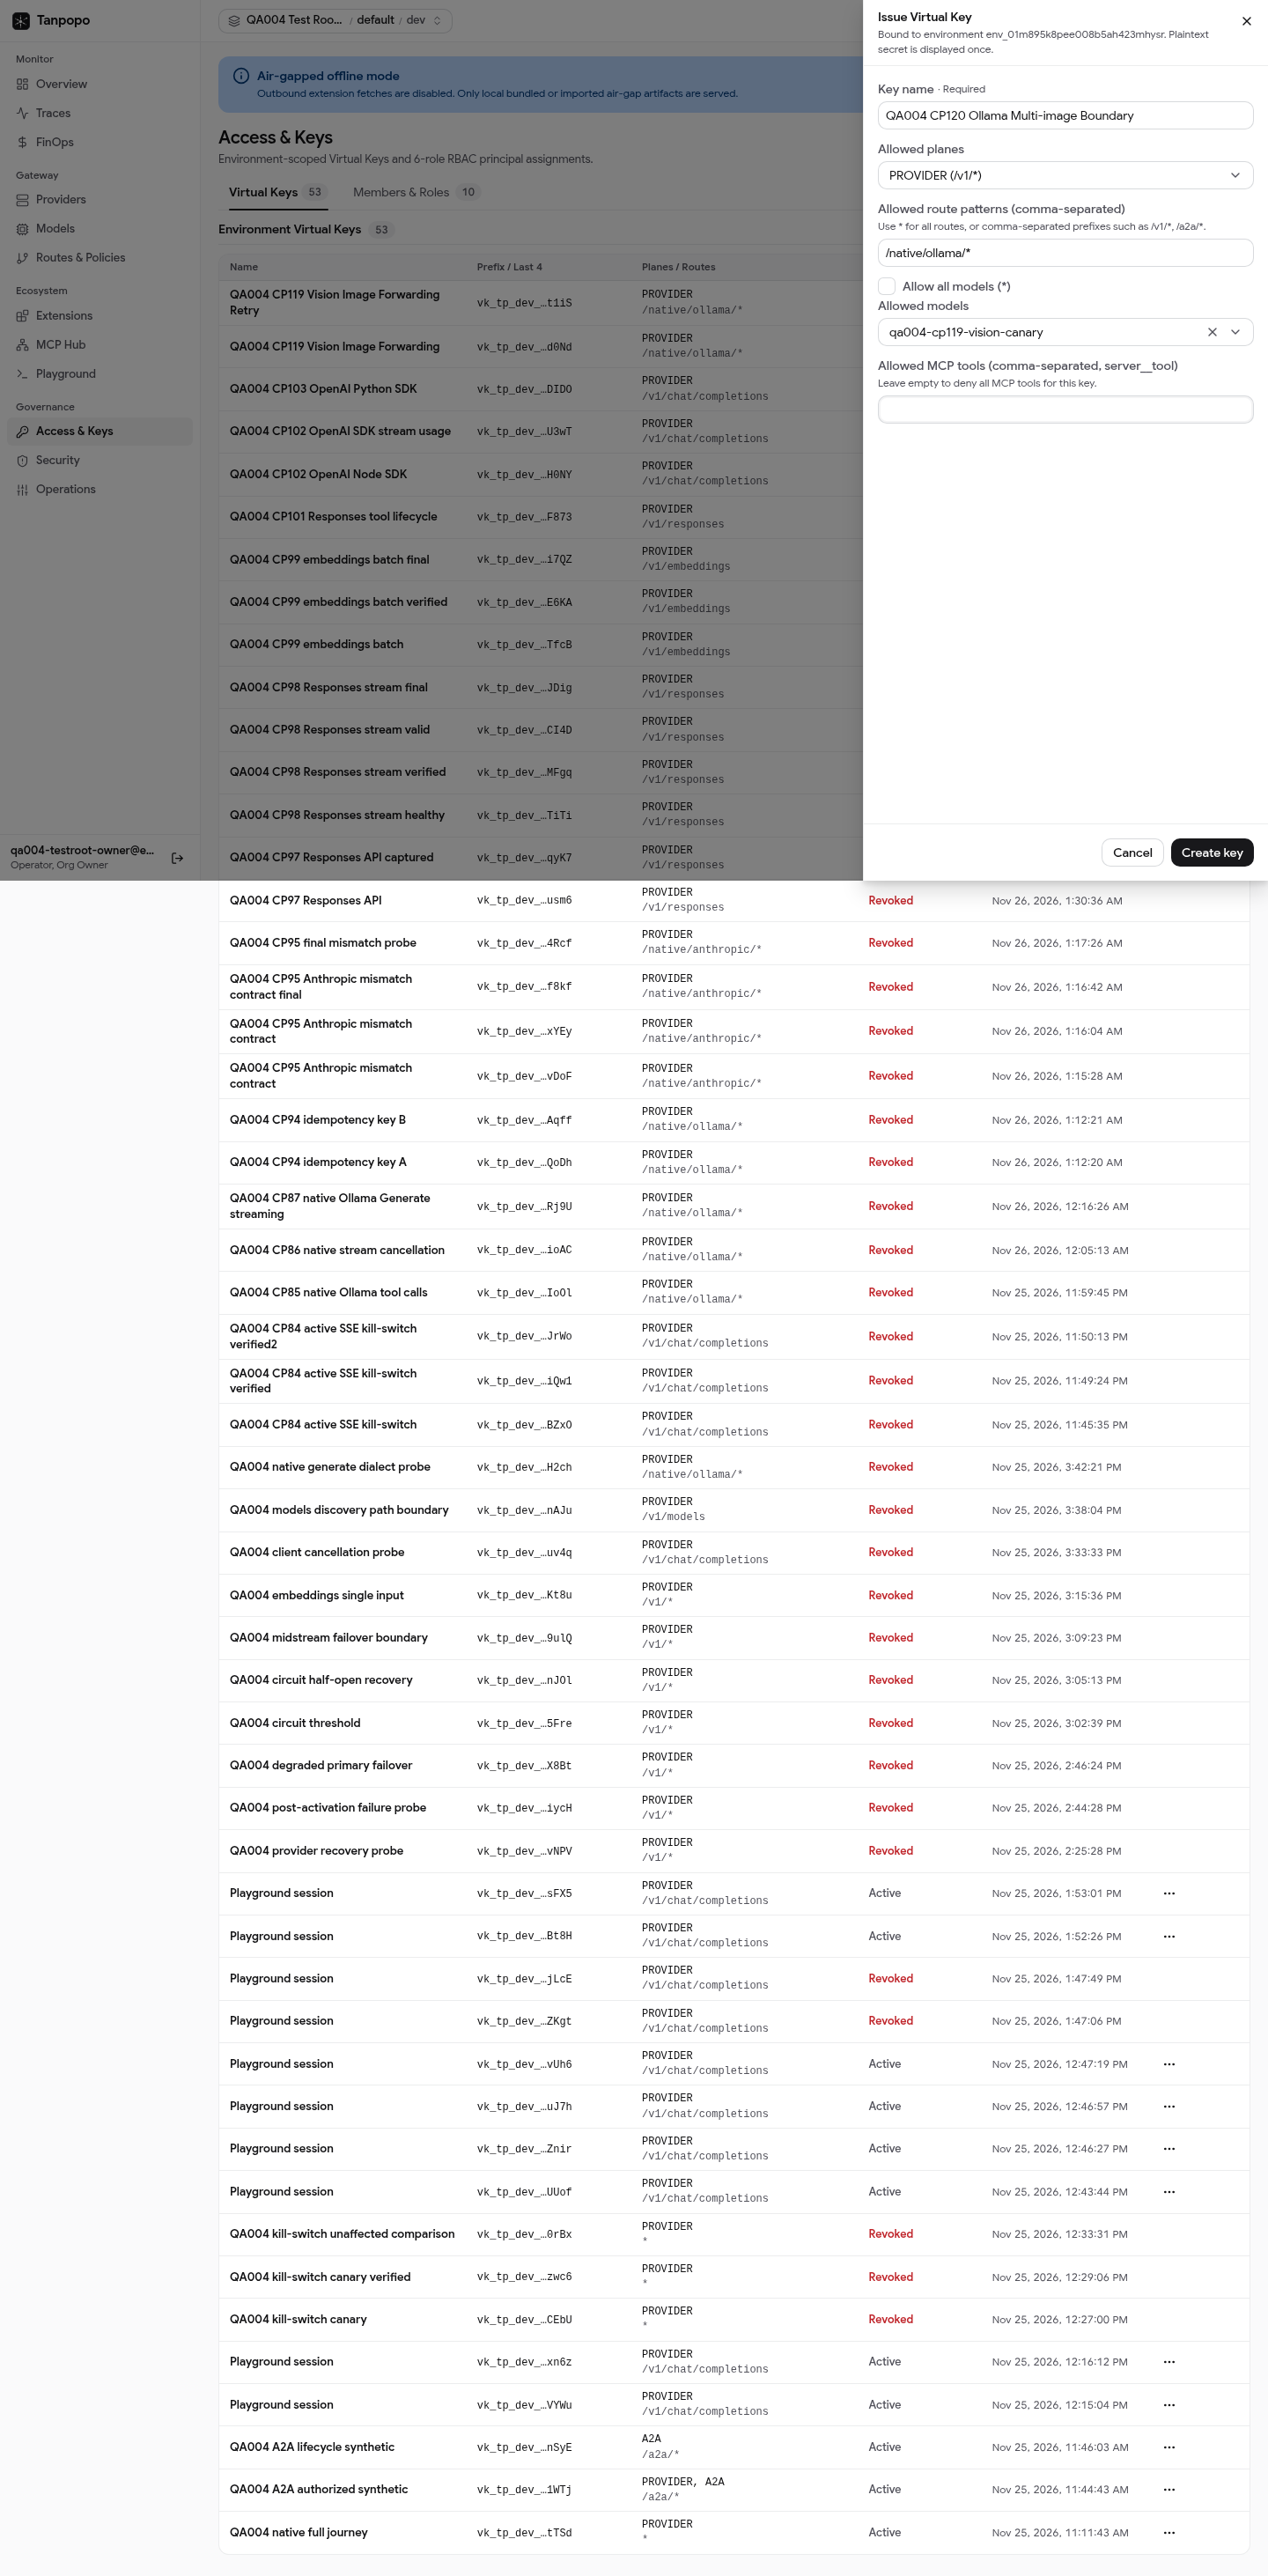 Tanpopo
Monitor
Overview
Traces
FinOps
Gateway
Providers
Models
Routes & Policies
Ecosystem
Extensions
MCP Hub
Playground
Governance
Access & Keys
Security
Operations
qa004-testroot-owner@e...
Operator, Org Owner
QA004 Test Roo... / default / dev
Air-gapped offline mode
Outbound extension fetches are disabled. Only local bundled or imported air-gap artifacts are served.
Access & Keys
Environment-scoped Virtual Keys and 6-role RBAC principal assignments.
Virtual Keys 53 Members & Roles 10
Environment Virtual Keys 53
Name Prefix / Last 4 Planes / Routes
QA004 CP119 Vision Image Forwarding Retry vk_tp_dev_…t1iS PROVIDER /native/ollama/*
QA004 CP119 Vision Image Forwarding vk_tp_dev_…d0Nd PROVIDER /native/ollama/*
QA004 CP103 OpenAI Python SDK vk_tp_dev_…DIDO PROVIDER /v1/chat/completions
QA004 CP102 OpenAI SDK stream usage vk_tp_dev_…U3wT PROVIDER /v1/chat/completions
QA004 CP102 OpenAI Node SDK vk_tp_dev_…H0NY PROVIDER /v1/chat/completions
QA004 CP101 Responses tool lifecycle vk_tp_dev_…F873 PROVIDER /v1/responses
QA004 CP99 embeddings batch final vk_tp_dev_…i7QZ PROVIDER /v1/embeddings
QA004 CP99 embeddings batch verified vk_tp_dev_…E6KA PROVIDER /v1/embeddings
QA004 CP99 embeddings batch vk_tp_dev_…TfcB PROVIDER /v1/embeddings
QA004 CP98 Responses stream final vk_tp_dev_…JDig PROVIDER /v1/responses
QA004 CP98 Responses stream valid vk_tp_dev_…CI4D PROVIDER /v1/responses
QA004 CP98 Responses stream verified vk_tp_dev_…MFgq PROVIDER /v1/responses
QA004 CP98 Responses stream healthy vk_tp_dev_…TiTi PROVIDER /v1/responses
QA004 CP97 Responses API captured vk_tp_dev_…qyK7 PROVIDER /v1/responses
QA004 CP97 Responses API vk_tp_dev_…usm6 PROVIDER /v1/responses Revoked Nov 26, 2026, 1:30:36 AM
QA004 CP95 final mismatch probe vk_tp_dev_…4Rcf PROVIDER /native/anthropic/* Revoked Nov 26, 2026, 1:17:26 AM
QA004 CP95 Anthropic mismatch contract final vk_tp_dev_…f8kf PROVIDER /native/anthropic/* Revoked Nov 26, 2026, 1:16:42 AM
QA004 CP95 Anthropic mismatch contract vk_tp_dev_…xYEy PROVIDER /native/anthropic/* Revoked Nov 26, 2026, 1:16:04 AM
QA004 CP95 Anthropic mismatch contract vk_tp_dev_…vDoF PROVIDER /native/anthropic/* Revoked Nov 26, 2026, 1:15:28 AM
QA004 CP94 idempotency key B vk_tp_dev_…Aqff PROVIDER /native/ollama/* Revoked Nov 26, 2026, 1:12:21 AM
QA004 CP94 idempotency key A vk_tp_dev_…QoDh PROVIDER /native/ollama/* Revoked Nov 26, 2026, 1:12:20 AM
QA004 CP87 native Ollama Generate streaming vk_tp_dev_…Rj9U PROVIDER /native/ollama/* Revoked Nov 26, 2026, 12:16:26 AM
QA004 CP86 native stream cancellation vk_tp_dev_…ioAC PROVIDER /native/ollama/* Revoked Nov 26, 2026, 12:05:13 AM
QA004 CP85 native Ollama tool calls vk_tp_dev_…IoOl PROVIDER /native/ollama/* Revoked Nov 25, 2026, 11:59:45 PM
QA004 CP84 active SSE kill-switch verified2 vk_tp_dev_…JrWo PROVIDER /v1/chat/completions Revoked Nov 25, 2026, 11:50:13 PM
QA004 CP84 active SSE kill-switch verified vk_tp_dev_…iQw1 PROVIDER /v1/chat/completions Revoked Nov 25, 2026, 11:49:24 PM
QA004 CP84 active SSE kill-switch vk_tp_dev_…BZxO PROVIDER /v1/chat/completions Revoked Nov 25, 2026, 11:45:35 PM
QA004 native generate dialect probe vk_tp_dev_…H2ch PROVIDER /native/ollama/* Revoked Nov 25, 2026, 3:42:21 PM
QA004 models discovery path boundary vk_tp_dev_…nAJu PROVIDER /v1/models Revoked Nov 25, 2026, 3:38:04 PM
QA004 client cancellation probe vk_tp_dev_…uv4q PROVIDER /v1/chat/completions Revoked Nov 25, 2026, 3:33:33 PM
QA004 embeddings single input vk_tp_dev_…Kt8u PROVIDER /v1/* Revoked Nov 25, 2026, 3:15:36 PM
QA004 midstream failover boundary vk_tp_dev_…9ulQ PROVIDER /v1/* Revoked Nov 25, 2026, 3:09:23 PM
QA004 circuit half-open recovery vk_tp_dev_…nJOl PROVIDER /v1/* Revoked Nov 25, 2026, 3:05:13 PM
QA004 circuit threshold vk_tp_dev_…5Fre PROVIDER /v1/* Revoked Nov 25, 2026, 3:02:39 PM
QA004 degraded primary failover vk_tp_dev_…X8Bt PROVIDER /v1/* Revoked Nov 25, 2026, 2:46:24 PM
QA004 post-activation failure probe vk_tp_dev_…iycH PROVIDER /v1/* Revoked Nov 25, 2026, 2:44:28 PM
QA004 provider recovery probe vk_tp_dev_…vNPV PROVIDER /v1/* Revoked Nov 25, 2026, 2:25:28 PM
Playground session vk_tp_dev_…sFX5 PROVIDER /v1/chat/completions Active Nov 25, 2026, 1:53:01 PM
Playground session vk_tp_dev_…Bt8H PROVIDER /v1/chat/completions Active Nov 25, 2026, 1:52:26 PM
Playground session vk_tp_dev_…jLcE PROVIDER /v1/chat/completions Revoked Nov 25, 2026, 1:47:49 PM
Playground session vk_tp_dev_…ZKgt PROVIDER /v1/chat/completions Revoked Nov 25, 2026, 1:47:06 PM
Playground session vk_tp_dev_…vUh6 PROVIDER /v1/chat/completions Active Nov 25, 2026, 12:47:19 PM
Playground session vk_tp_dev_…uJ7h PROVIDER /v1/chat/completions Active Nov 25, 2026, 12:46:57 PM
Playground session vk_tp_dev_…Znir PROVIDER /v1/chat/completions Active Nov 25, 2026, 12:46:27 PM
Playground session vk_tp_dev_…UUof PROVIDER /v1/chat/completions Active Nov 25, 2026, 12:43:44 PM
QA004 kill-switch unaffected comparison vk_tp_dev_…0rBx PROVIDER * Revoked Nov 25, 2026, 12:33:31 PM
QA004 kill-switch canary verified vk_tp_dev_…zwc6 PROVIDER * Revoked Nov 25, 2026, 12:29:06 PM
QA004 kill-switch canary vk_tp_dev_…CEbU PROVIDER * Revoked Nov 25, 2026, 12:27:00 PM
Playground session vk_tp_dev_…xn6z PROVIDER /v1/chat/completions Active Nov 25, 2026, 12:16:12 PM
Playground session vk_tp_dev_…VYWu PROVIDER /v1/chat/completions Active Nov 25, 2026, 12:15:04 PM
QA004 A2A lifecycle synthetic vk_tp_dev_…nSyE A2A /a2a/* Active Nov 25, 2026, 11:46:03 AM
QA004 A2A authorized synthetic vk_tp_dev_…1WTj PROVIDER, A2A /a2a/* Active Nov 25, 2026, 11:44:43 AM
QA004 native full journey vk_tp_dev_…tTSd PROVIDER * Active Nov 25, 2026, 11:11:43 AM
Issue Virtual Key
Bound to environment env_01m895k8pee008b5ah423mhysr. Plaintext
secret is displayed once.
Key name · Required
QA004 CP120 Ollama Multi-image Boundary
Allowed planes
PROVIDER (/v1/*)
Allowed route patterns (comma-separated)
Use * for all routes, or comma-separated prefixes such as /v1/*, /a2a/*.
/native/ollama/*
Allow all models (*)
Allowed models
qa004-cp119-vision-canary
Allowed MCP tools (comma-separated, server__tool)
Leave empty to deny all MCP tools for this key.
Cancel
Create key